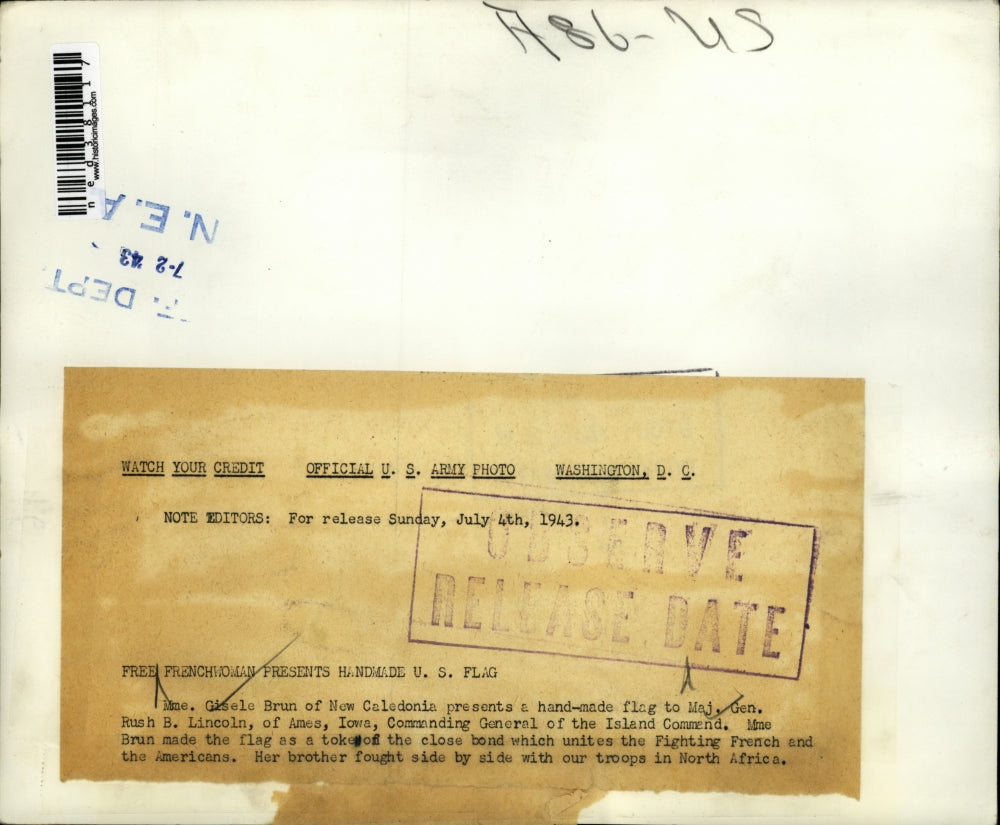 A86-US
ned38117
www.historicimages.com
N.E.A
7-2 '43
DEPT
WATCH YOUR CREDIT OFFICIAL U. S. ARMY PHOTO WASHINGTON, D. C.
NOTE EDITORS: For release Sunday, July 4th, 1943.
OBSERVE
RELEASE DATE
FREE FRENCHWOMAN PRESENTS HANDMADE U. S. FLAG
Mme. Gisele Brun of New Caledonia presents a hand-made flag to Maj. Gen.
Rush B. Lincoln, of Ames, Iowa, Commanding General of the Island Command. Mme
Brun made the flag as a token of the close bond which unites the Fighting French and
the Americans. Her brother fought side by side with our troops in North Africa.